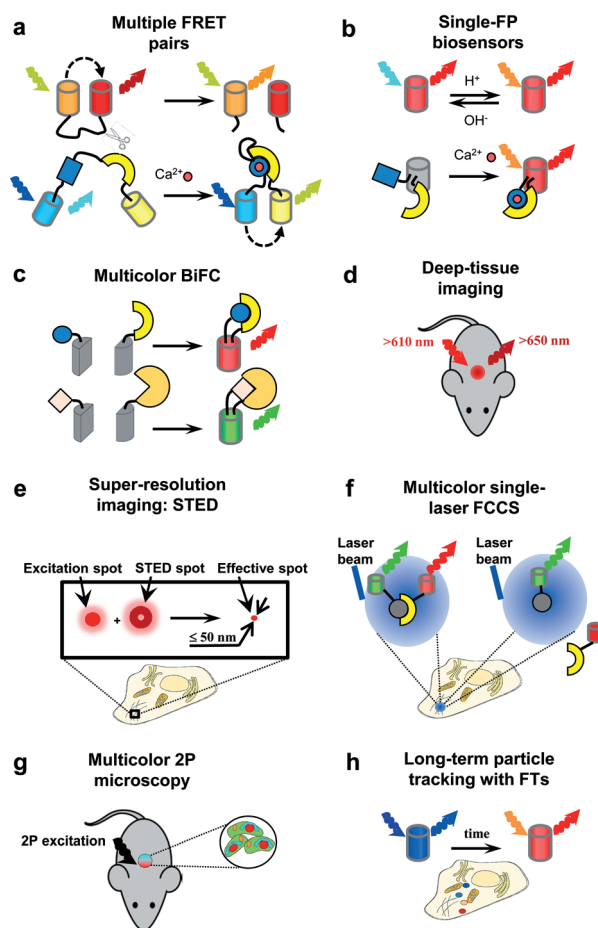 a
Multiple FRET
pairs
Ca2+
b
Single-FP
biosensors
H+
OH-
Ca2+
c
Multicolor BiFC
d
Deep-tissue
imaging
>610 nm
>650 nm
e
Super-resolution
imaging: STED
Excitation spot
STED spot
Effective spot
+
≤ 50 nm
f
Multicolor single-
laser FCCS
Laser
beam
Laser
beam
g
Multicolor 2P
microscopy
2P excitation
h
Long-term particle
tracking with FTs
time